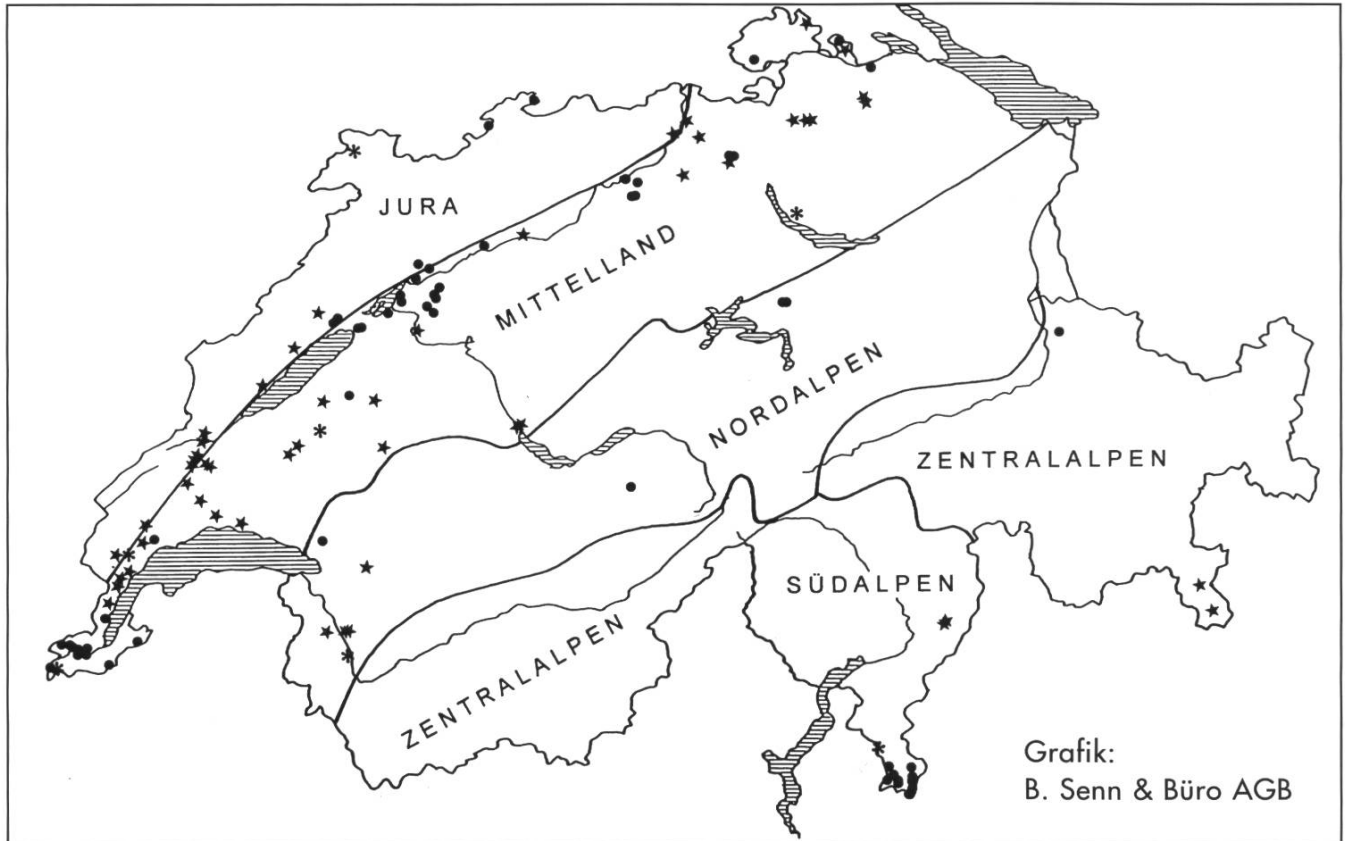 JURA
MITTELLAND
NORDALPEN
ZENTRALALPEN
SÜDALPEN
ZENTRALALPEN
Grafik:
B. Senn & Büro AGB